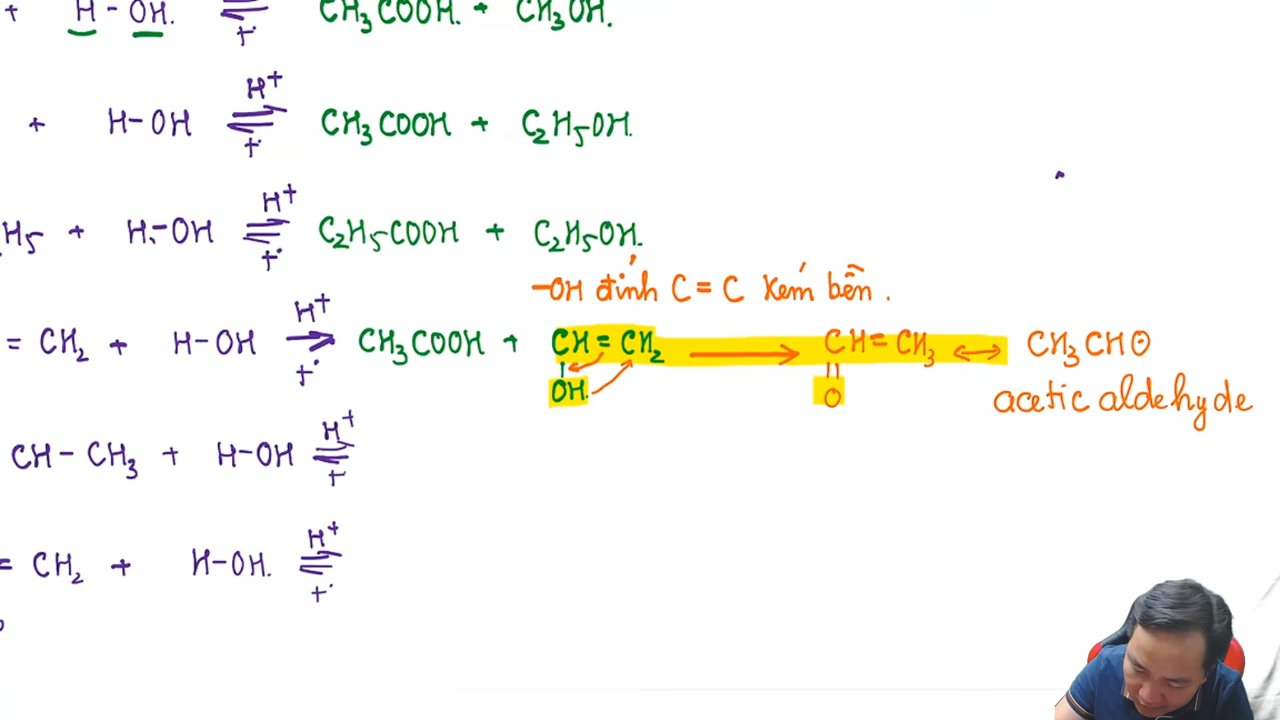 + H - OH. ⇌ CH3COOH. + CH3OH.
t°
H+
+ H-OH ⇌ CH3COOH + C2H5OH.
t°
H+
H5 + H-OH ⇌ C2H5COOH + C2H5OH.
t°
-OH đính C=C kém bền.
H+
= CH2 + H-OH → CH3COOH + CH=CH2 → CH=CH3 ↔ CH3CHO
t° OH. O
acetic aldehyde
H+
CH-CH3 + H-OH ⇌
t°
H+
= CH2 + H-OH. ⇌
t°